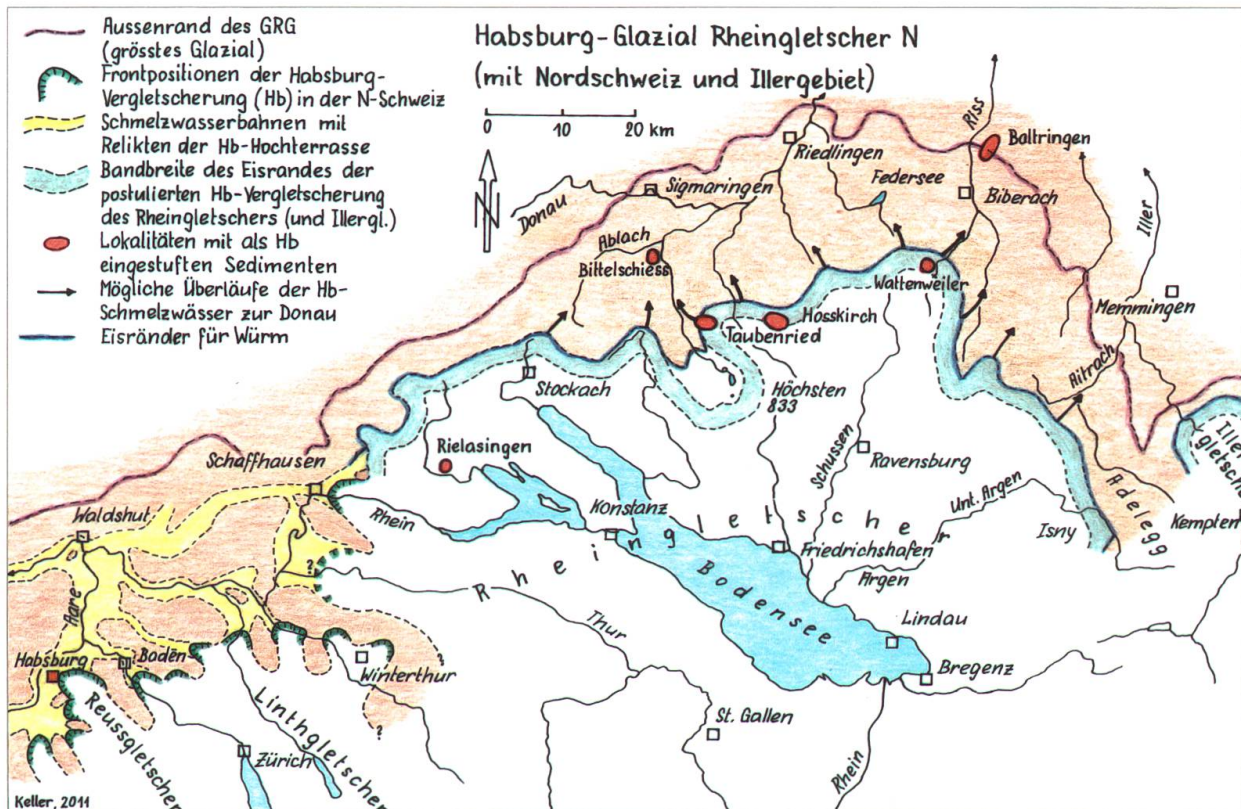 Habsburg-Glazial Rheingletscher N
(mit Nordschweiz und Illergebiet)
0 10 20 km
N
Aussenrand des GRG
(grösstes Glazial)
Frontpositionen der Habsburg-
Vergletscherung (Hb) in der N-Schweiz
Schmelzwasserbahnen mit
Relikten der Hb-Hochterrasse
Bandbreite des Eisrandes der
postulierten Hb-Vergletscherung
des Rheingletschers (und Illergl.)
Lokalitäten mit als Hb
eingestuften Sedimenten
Mögliche Überläufe der Hb-
Schmelzwässer zur Donau
Eisränder für Würm
Riss
Baltringen
Riedlingen
Federsee
Biberach
Sigmaringen
Donau
Iller
Ablach
Bittelschiess
Wattenweiler
Memmingen
Hosskirch
Taubenried
Aitrach
Stockach
Höchsten
833
Schaffhausen
Rielasingen
Schussen
Ravensburg
Iller-
gletscher
Adelegg
Waldshut
Rhein
Konstanz
Unt. Argen
Isny
Kempten
Rheingletscher
Friedrichshafen
?
Argen
Aare
Bodensee
Thur
Lindau
Habsburg
Baden
Winterthur
Bregenz
Reussgletscher
Linthgletscher
St. Gallen
?
Zürich
Rhein
Keller, 2011